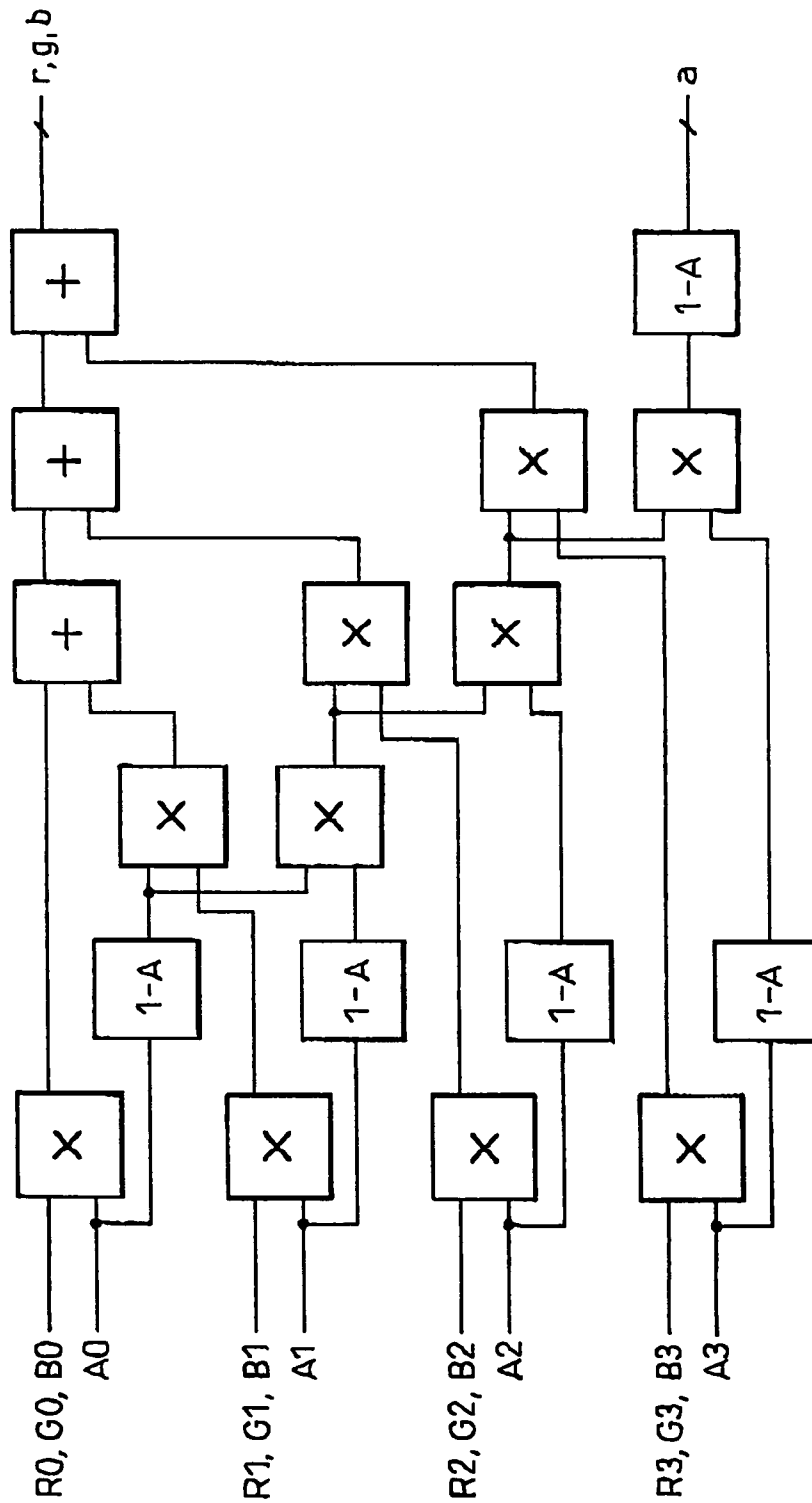 r, g, b
a
+
1-A
+
X
X
+
X
X
X
X
1-A
1-A
1-A
1-A
X
X
X
X
R0, G0, B0
A0
R1, G1, B1
A1
R2, G2, B2
A2
R3, G3, B3
A3